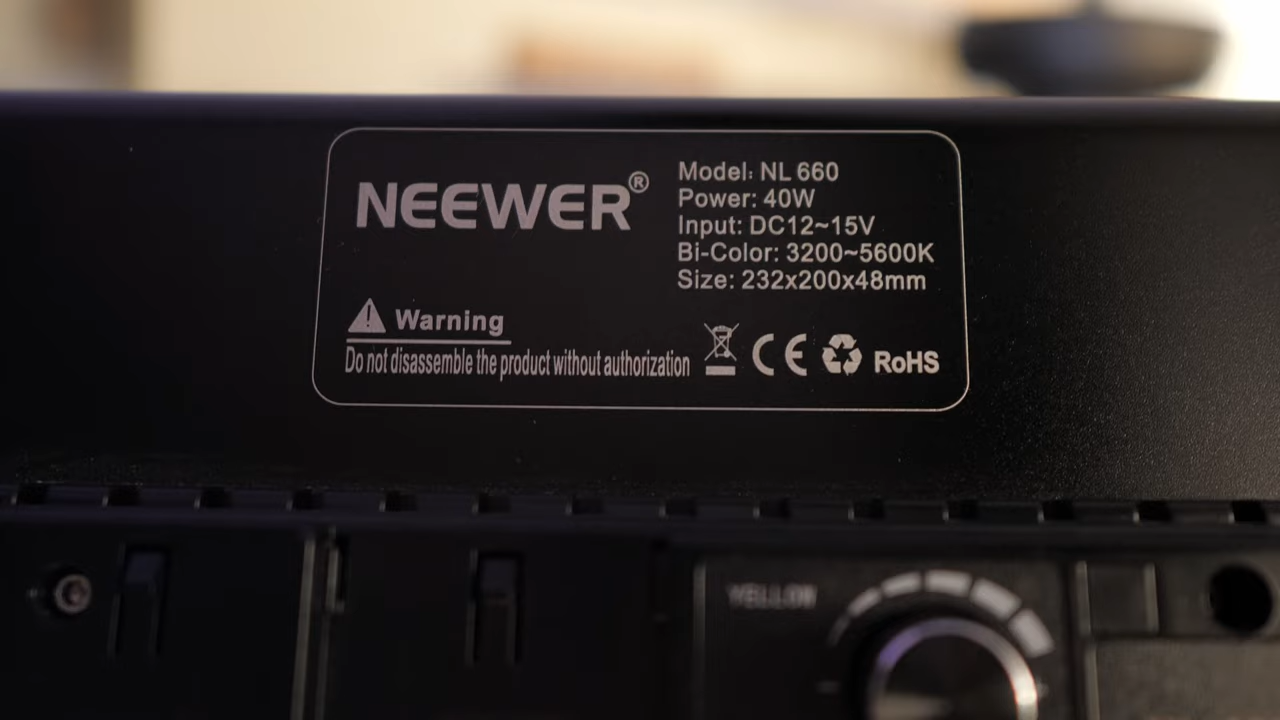 NEEWER®
Model: NL 660
Power: 40W
Input: DC12~15V
Bi-Color: 3200~5600K
Size: 232x200x48mm
Warning
Do not disassemble the product without authorization
CE
RoHS
YELLOW